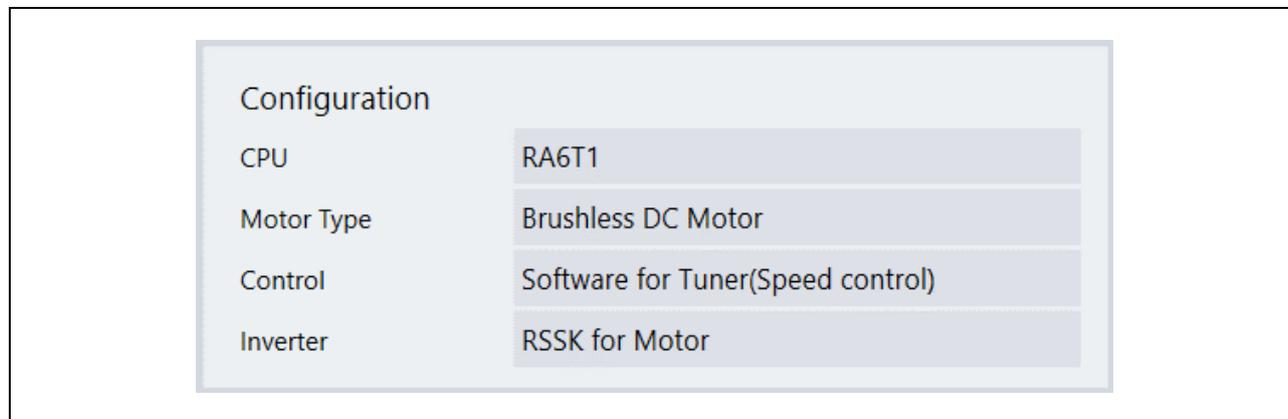 Configuration
CPU RA6T1
Motor Type Brushless DC Motor
Control Software for Tuner(Speed control)
Inverter RSSK for Motor